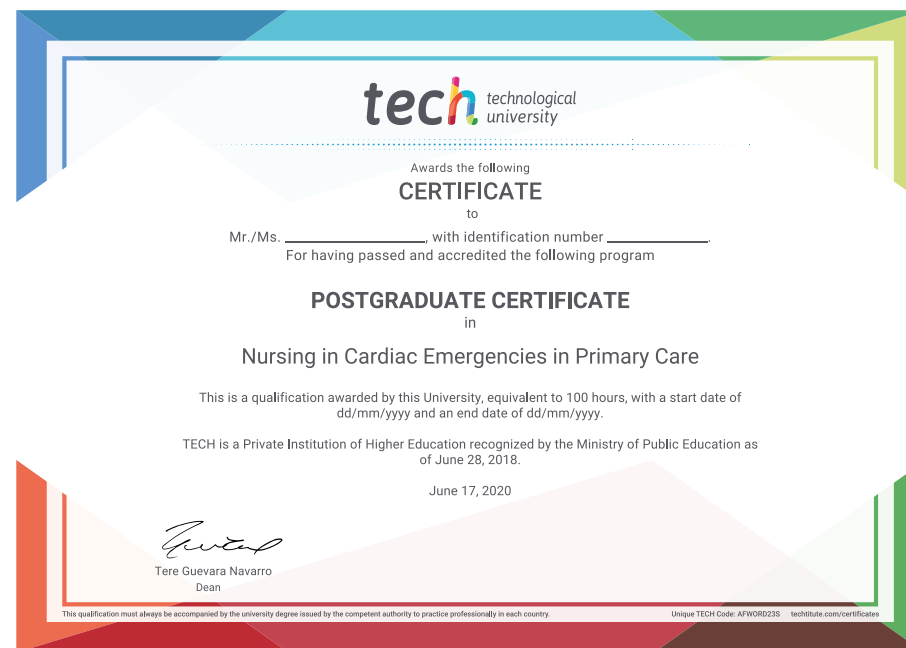 tech technological
university
Awards the following
CERTIFICATE
to
Mr./Ms. ____________________, with identification number ______________.
For having passed and accredited the following program
POSTGRADUATE CERTIFICATE
in
Nursing in Cardiac Emergencies in Primary Care
This is a qualification awarded by this University, equivalent to 100 hours, with a start date of
dd/mm/yyyy and an end date of dd/mm/yyyy.
TECH is a Private Institution of Higher Education recognized by the Ministry of Public Education as
of June 28, 2018.
June 17, 2020
Tere Guevara Navarro
Dean
This qualification must always be accompanied by the university degree issued by the competent authority to practice professionally in each country. Unique TECH Code: AFWORD23S techtitute.com/certificates